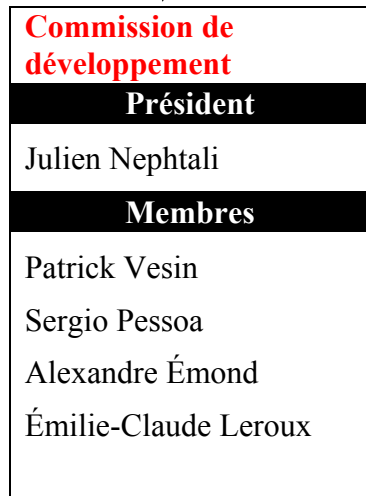 Commission de
développement
Président
Julien Nephtali
Membres
Patrick Vesin
Sergio Pessoa
Alexandre Émond
Émilie-Claude Leroux